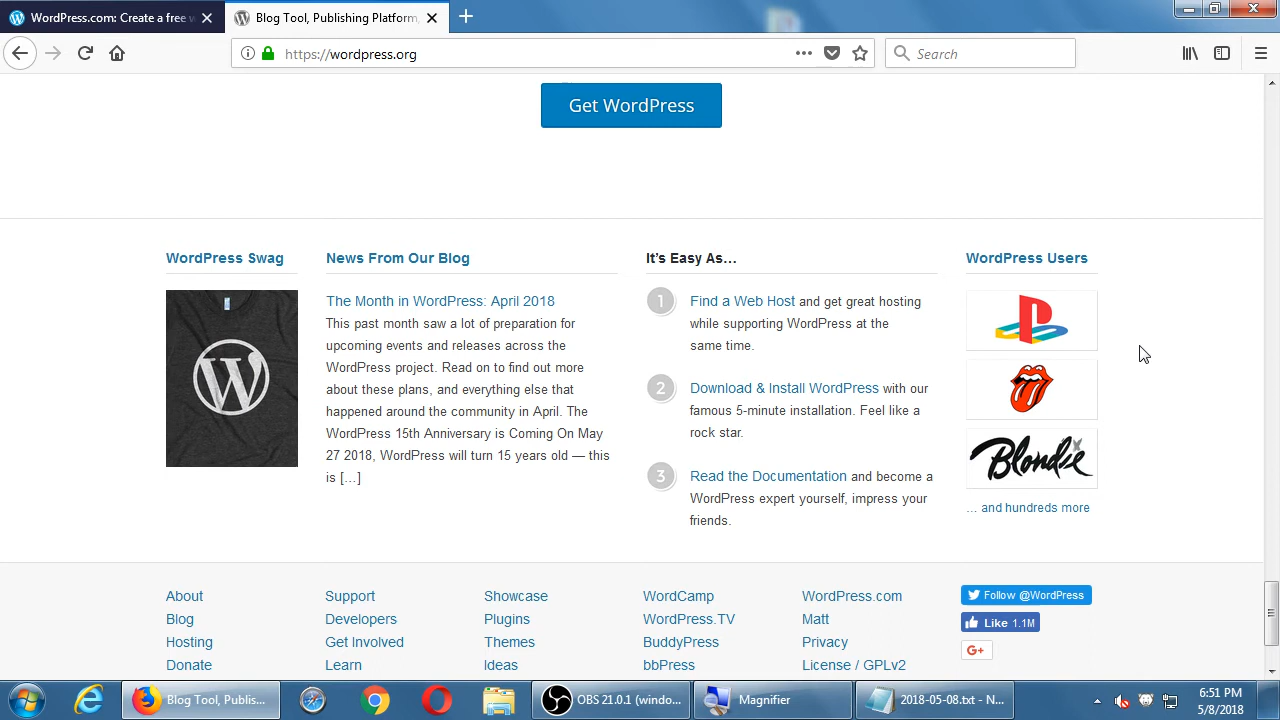 WordPress.com: Create a free w
Blog Tool, Publishing Platform,
https://wordpress.org
Search
Get WordPress
WordPress Swag
News From Our Blog
The Month in WordPress: April 2018
This past month saw a lot of preparation for
upcoming events and releases across the
WordPress project. Read on to find out more
about these plans, and everything else that
happened around the community in April. The
WordPress 15th Anniversary is Coming On May
27 2018, WordPress will turn 15 years old — this
is […]
It's Easy As…
1
Find a Web Host and get great hosting
while supporting WordPress at the
same time.
2
Download & Install WordPress with our
famous 5-minute installation. Feel like a
rock star.
3
Read the Documentation and become a
WordPress expert yourself, impress your
friends.
WordPress Users
Blondie
… and hundreds more
About
Blog
Hosting
Donate
Support
Developers
Get Involved
Learn
Showcase
Plugins
Themes
Ideas
WordCamp
WordPress.TV
BuddyPress
bbPress
WordPress.com
Matt
Privacy
License / GPLv2
Follow @WordPress
Like 1.1M
G+
Blog Tool, Publis...
OBS 21.0.1 (windo...
Magnifier
2018-05-08.txt - N...
6:51 PM
5/8/2018